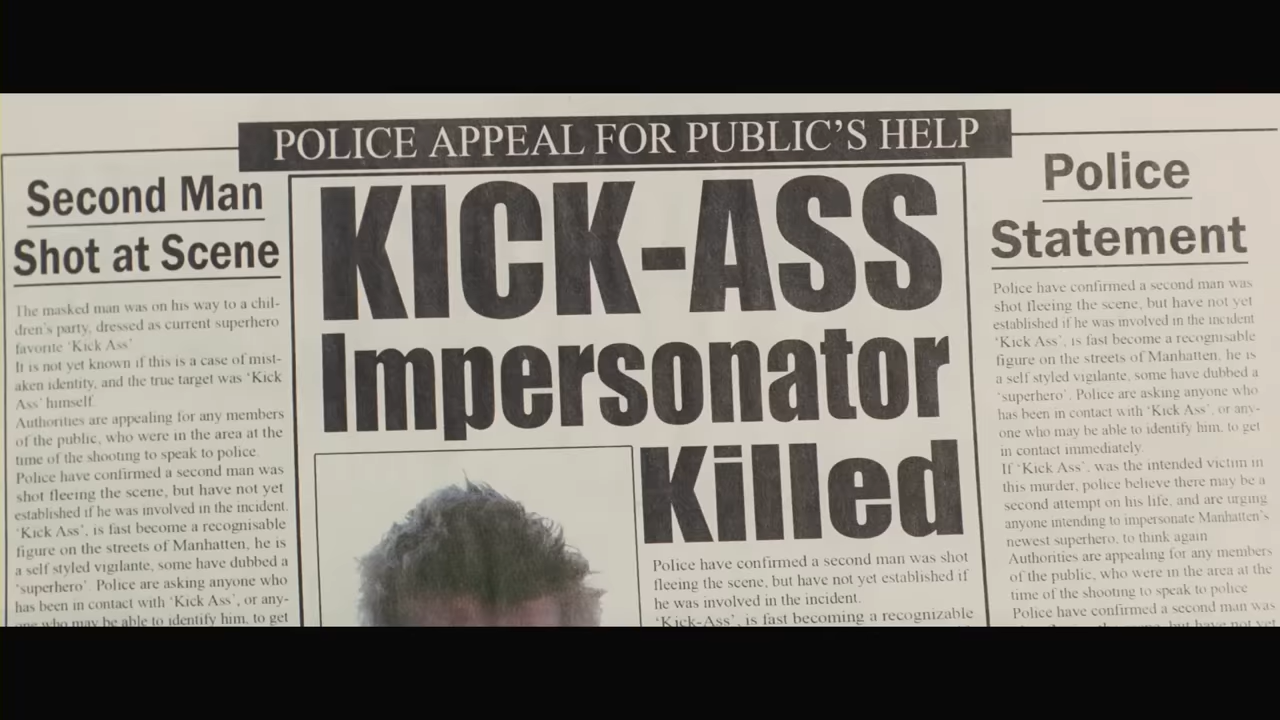 POLICE APPEAL FOR PUBLIC'S HELP
Second Man
Shot at Scene
The masked man was on his way to a chil-
dren's party, dressed as current superhero
favorite 'Kick Ass'
It is not yet known if this is a case of mist-
aken identity, and the true target was 'Kick
Ass' himself.
Authorities are appealing for any members
of the public, who were in the area at the
time of the shooting to speak to police.
Police have confirmed a second man was
shot fleeing the scene, but have not yet
established if he was involved in the incident.
'Kick Ass', is fast become a recognisable
figure on the streets of Manhatten, he is
a self styled vigilante, some have dubbed a
'superhero'. Police are asking anyone who
has been in contact with 'Kick Ass', or any-
one who may be able to identify him, to get
KICK-ASS
Impersonator
Killed
Police have confirmed a second man was shot
fleeing the scene, but have not yet established if
he was involved in the incident.
'Kick-Ass', is fast becoming a recognizable
Police
Statement
Police have confirmed a second man was
shot fleeing the scene, but have not yet
established if he was involved in the incident
'Kick Ass', is fast become a recognisable
figure on the streets of Manhatten, he is
a self styled vigilante, some have dubbed a
'superhero'. Police are asking anyone who
has been in contact with 'Kick Ass', or any-
one who may be able to identify him, to get
in contact immediately.
If 'Kick Ass', was the intended victim in
this murder, police believe there may be a
second attempt on his life, and are urging
anyone intending to impersonate Manhatten's
newest superhero, to think again
Authorities are appealing for any members
of the public, who were in the area at the
time of the shooting to speak to police
Police have confirmed a second man was
but have not yet